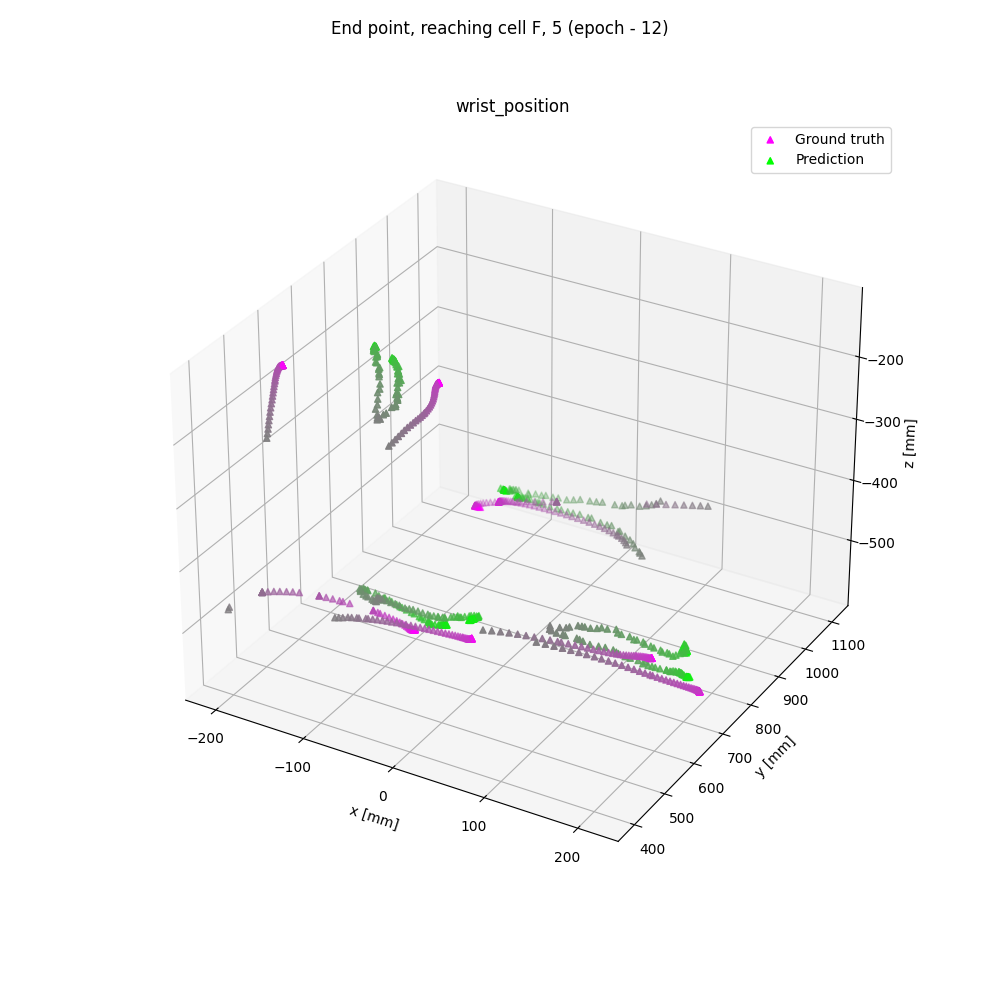 End point, reaching cell F, 5 (epoch - 12)
wrist_position
Ground truth
Prediction
−200
−300
−400
−500
z [mm]
1100
1000
900
800
700
600
500
400
y [mm]
−200
−100
0
100
200
x [mm]